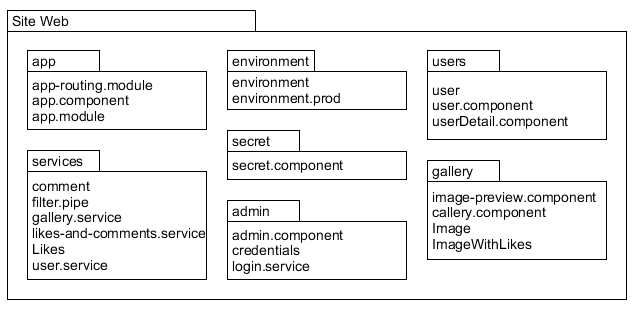 Site Web
app
app-routing.module
app.component
app.module
services
comment
filter.pipe
gallery.service
likes-and-comments.service
Likes
user.service
environment
environment
environment.prod
secret
secret.component
admin
admin.component
credentials
login.service
users
user
user.component
userDetail.component
gallery
image-preview.component
callery.component
Image
ImageWithLikes